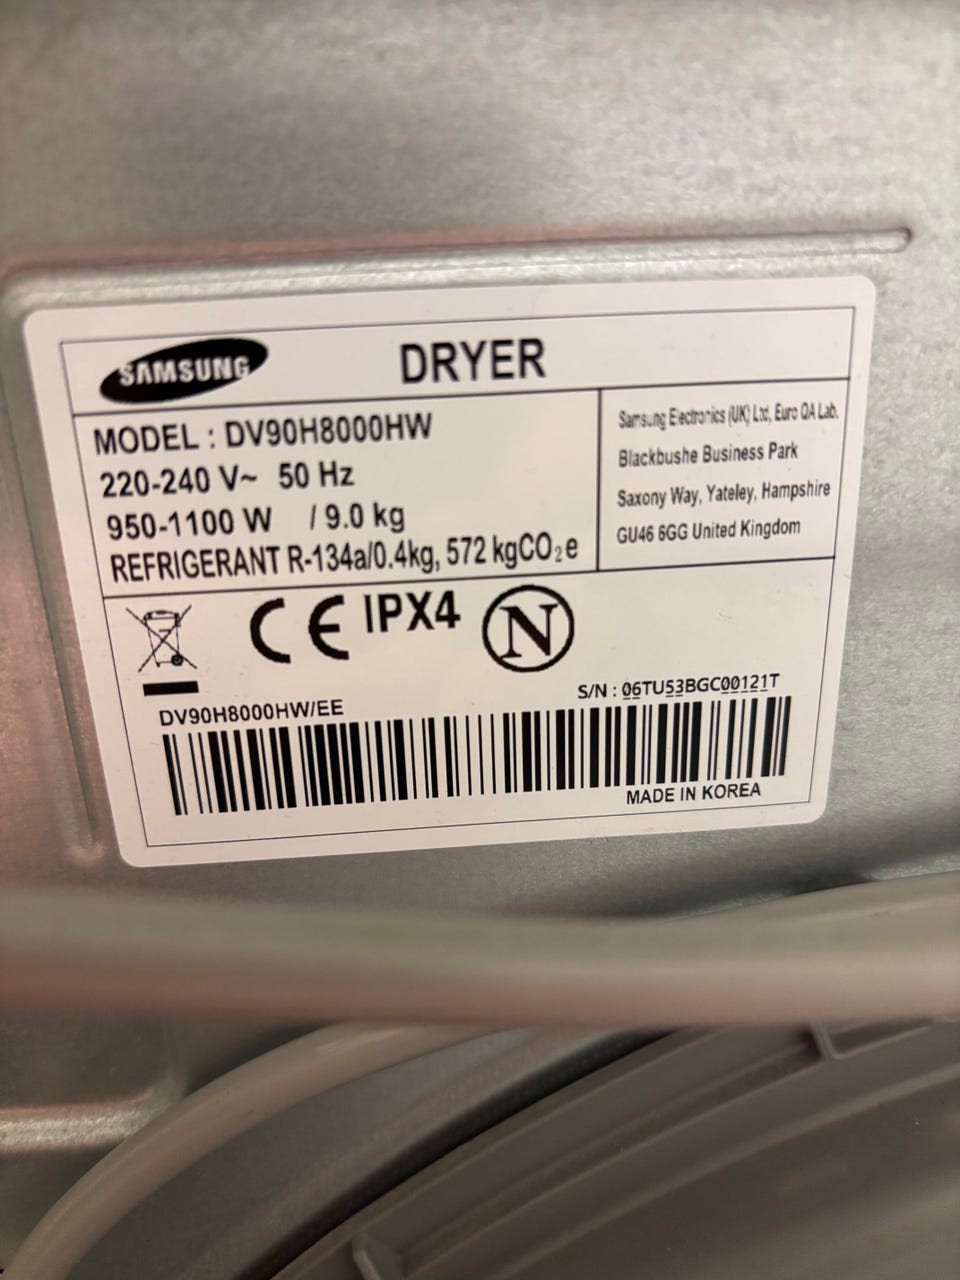 SAMSUNG
DRYER
MODEL : DV90H8000HW
220-240 V~ 50 Hz
950-1100 W / 9.0 kg
REFRIGERANT R-134a/0.4kg, 572 kgCO₂e
Samsung Electronics (UK) Ltd, Euro QA Lab.
Blackbushe Business Park
Saxony Way, Yateley, Hampshire
GU46 6GG United Kingdom
CE IPX4 N
DV90H8000HW/EE
S/N : 06TU53BGC00121T
MADE IN KOREA